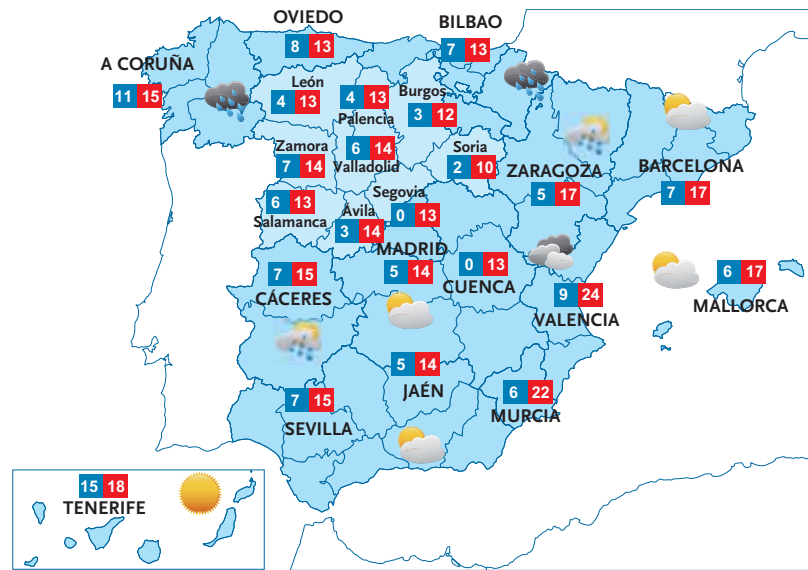 OVIEDO
8 13
BILBAO
7 13
A CORUÑA
11 15
León
4 13
4 13
Palencia
Burgos
3 12
Zamora
7 14
6 14
Valladolid
Soria
2 10
ZARAGOZA
5 17
BARCELONA
7 17
6 13
Salamanca
Ávila
3 14
Segovia
0 13
MADRID
5 14
0 13
CUENCA
7 15
CÁCERES
9 24
VALENCIA
6 17
MALLORCA
5 14
JAÉN
7 15
SEVILLA
6 22
MURCIA
15 18
TENERIFE